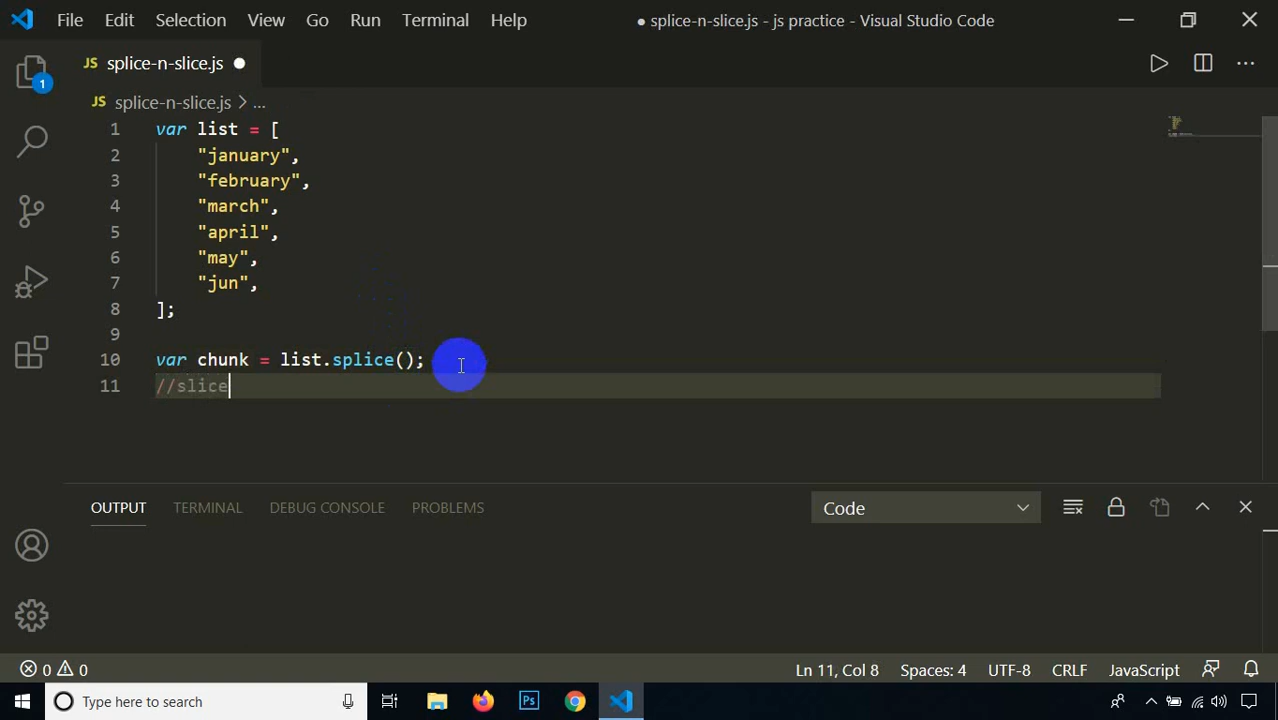 File Edit Selection View Go Run Terminal Help ● splice-n-slice.js - js practice - Visual Studio Code
JS splice-n-slice.js ●
JS splice-n-slice.js > ...
1 var list = [
2 "january",
3 "february",
4 "march",
5 "april",
6 "may",
7 "jun",
8 ];
9
10 var chunk = list.splice();
11 //slice
1
OUTPUT TERMINAL DEBUG CONSOLE PROBLEMS Code
0 0 Ln 11, Col 8 Spaces: 4 UTF-8 CRLF JavaScript
Type here to search Ps